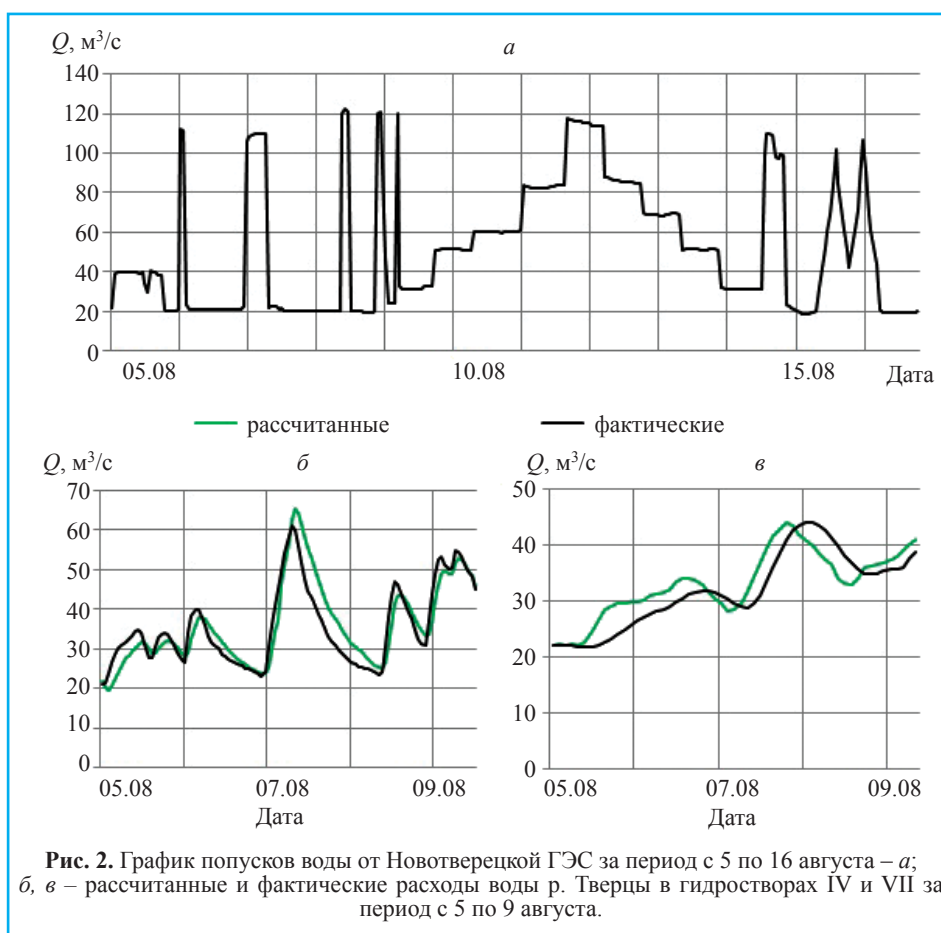 Q, м³/с
а
140
120
100
80
60
40
20
0
05.08
10.08
15.08
Дата
рассчитанные
фактические
Q, м³/с
б
70
60
50
40
30
20
10
0
05.08
07.08
09.08
Дата
Q, м³/с
в
50
40
30
20
10
0
05.08
07.08
09.08
Дата
Рис. 2. График попусков воды от Новотверецкой ГЭС за период с 5 по 16 августа – а;
б, в – рассчитанные и фактические расходы воды р. Тверцы в гидростворах IV и VII за
период с 5 по 9 августа.